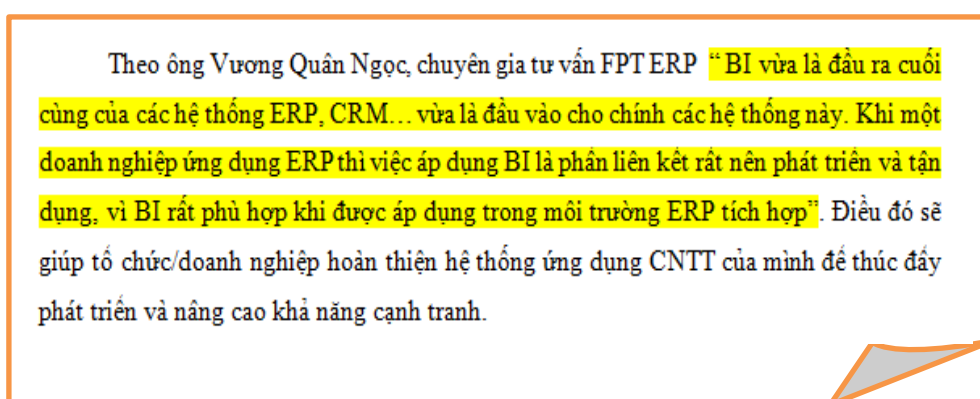 Theo ông Vương Quân Ngọc, chuyên gia tư vấn FPT ERP “ BI vừa là đầu ra cuối
cùng của các hệ thống ERP, CRM… vừa là đầu vào cho chính các hệ thống này. Khi một
doanh nghiệp ứng dụng ERP thì việc áp dụng BI là phần liên kết rất nên phát triển và tận
dụng, vì BI rất phù hợp khi được áp dụng trong môi trường ERP tích hợp”. Điều đó sẽ
giúp tổ chức/doanh nghiệp hoàn thiện hệ thống ứng dụng CNTT của mình để thúc đẩy
phát triển và nâng cao khả năng cạnh tranh.